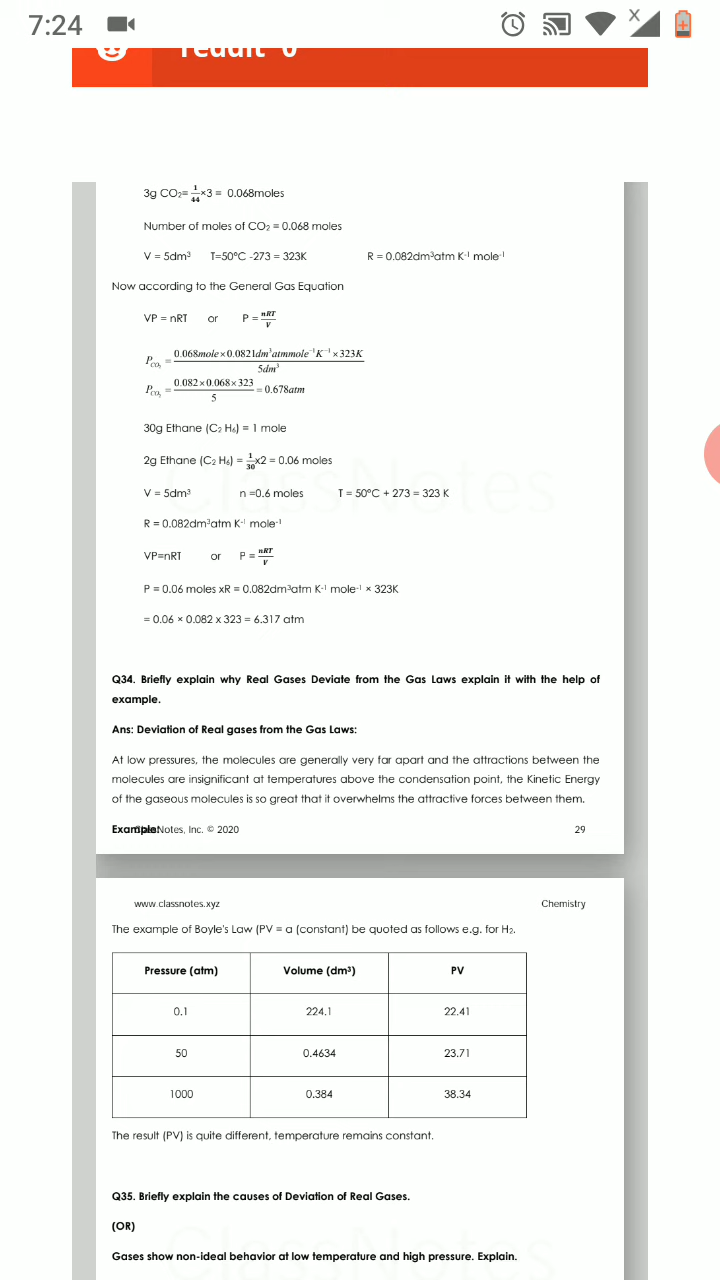 7:24
reddit
3g CO₂= 1/44 ×3 = 0.068moles
Number of moles of CO₂ = 0.068 moles
V = 5dm³ T=50°C -273 = 323K R = 0.082dm³atm K⁻¹ mole⁻¹
Now according to the General Gas Equation
VP = nRT or P = nRT/V
P_CO₂ = 0.068mole×0.0821dm³atmmole⁻¹K⁻¹×323K / 5dm³
P_CO₂ = 0.082×0.068×323 / 5 = 0.678atm
30g Ethane (C₂ H₆) = 1 mole
2g Ethane (C₂ H₆) = 1/30 x2 = 0.06 moles
V = 5dm³ n =0.6 moles T = 50°C + 273 = 323 K
R = 0.082dm³atm K⁻¹ mole⁻¹
VP=nRT or P = nRT/V
P = 0.06 moles xR = 0.082dm³atm K⁻¹ mole⁻¹ × 323K
= 0.06 × 0.082 x 323 = 6.317 atm
ClassNotes
Q34. Briefly explain why Real Gases Deviate from the Gas Laws explain it with the help of
example.
Ans: Deviation of Real gases from the Gas Laws:
At low pressures, the molecules are generally very far apart and the attractions between the
molecules are insignificant at temperatures above the condensation point, the Kinetic Energy
of the gaseous molecules is so great that it overwhelms the attractive forces between them.
Example: Notes, Inc. © 2020 29
www.classnotes.xyz Chemistry
The example of Boyle's Law (PV = a (constant) be quoted as follows e.g. for H₂.
Pressure (atm) Volume (dm³) PV
0.1 224.1 22.41
50 0.4634 23.71
1000 0.384 38.34
The result (PV) is quite different, temperature remains constant.
Q35. Briefly explain the causes of Deviation of Real Gases.
(OR)
Gases show non-ideal behavior at low temperature and high pressure. Explain.
ClassNotes